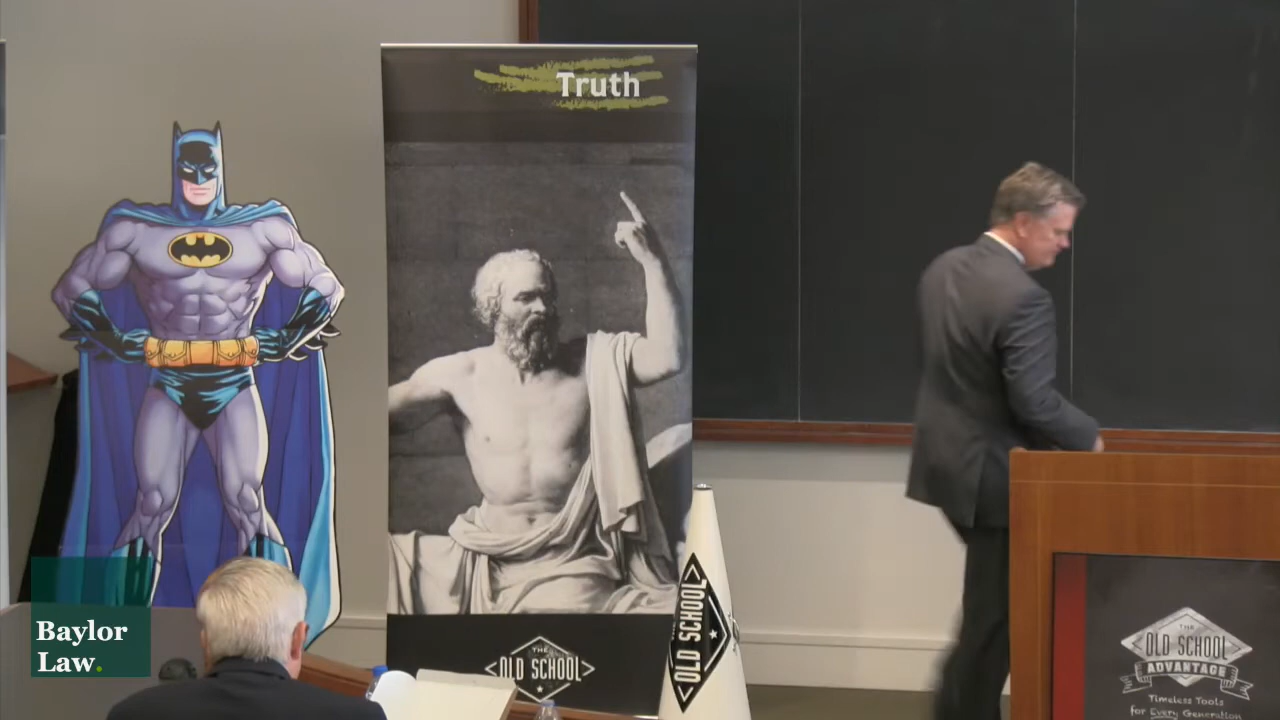 Truth
THE
OLD SCHOOL
OLD SCHOOL
THE
OLD SCHOOL
ADVANTAGE
Timeless Tools
for Every Generation
Baylor
Law.